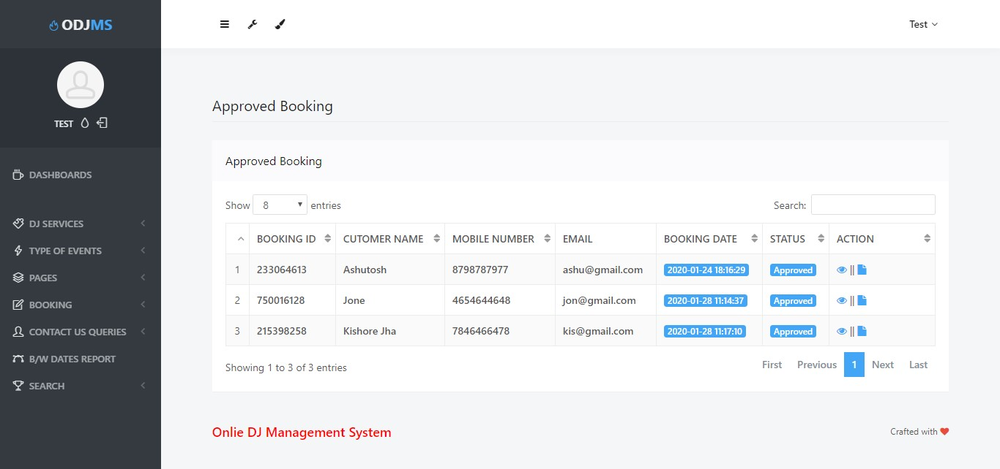 ODJMS
Test
TEST
DASHBOARDS
DJ SERVICES
TYPE OF EVENTS
PAGES
BOOKING
CONTACT US QUERIES
B/W DATES REPORT
SEARCH
Approved Booking
Approved Booking
Show 8 entries Search:
BOOKING ID CUTOMER NAME MOBILE NUMBER EMAIL BOOKING DATE STATUS ACTION
1 233064613 Ashutosh 8798787977 ashu@gmail.com 2020-01-24 18:16:29 Approved ||
2 750016128 Jone 4654644648 jon@gmail.com 2020-01-28 11:14:37 Approved ||
3 215398258 Kishore Jha 7846466478 kis@gmail.com 2020-01-28 11:17:10 Approved ||
Showing 1 to 3 of 3 entries First Previous 1 Next Last
Onlie DJ Management System Crafted with